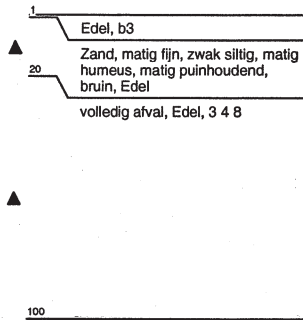 1
Edel, b3
Zand, matig fijn, zwak siltig, matig
humeus, matig puinhoudend,
bruin, Edel
20
volledig afval, Edel, 3 4 8
100